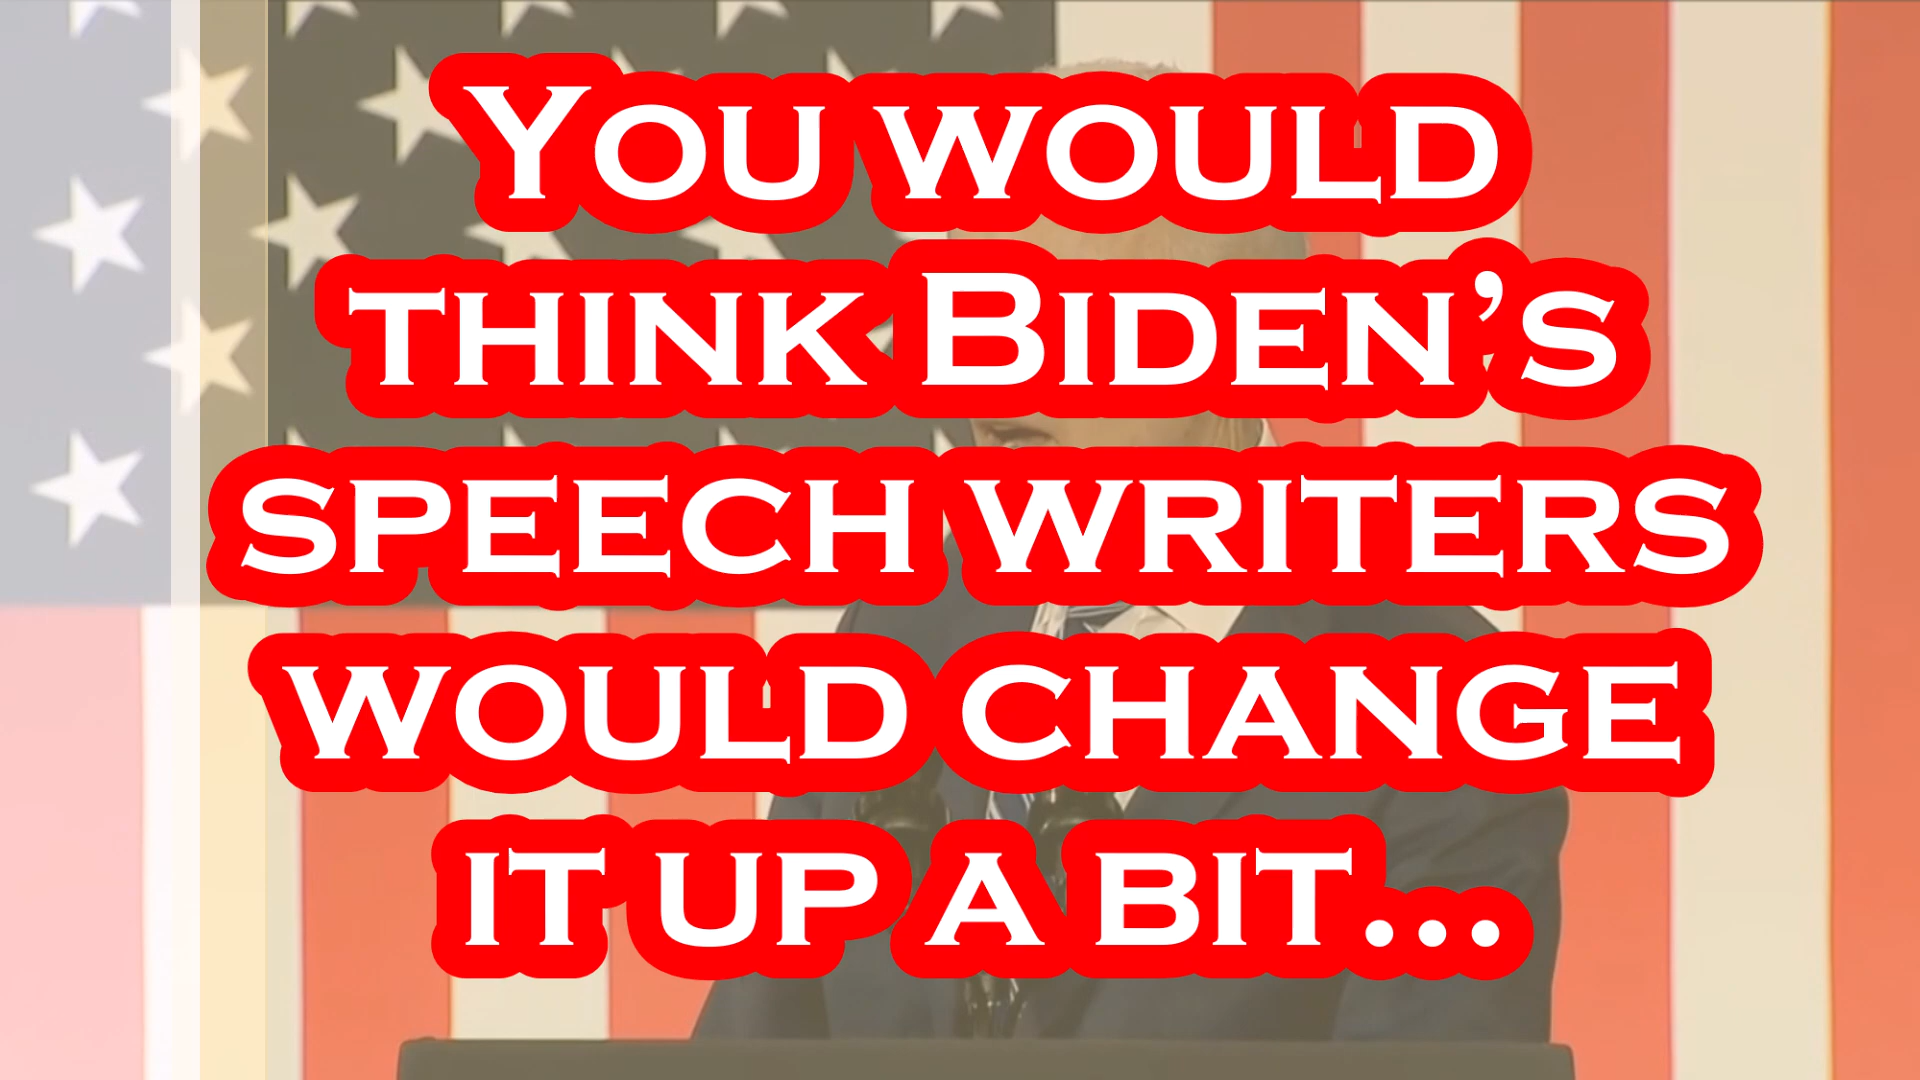 You would
think Biden's
speech writers
would change
it up a bit...